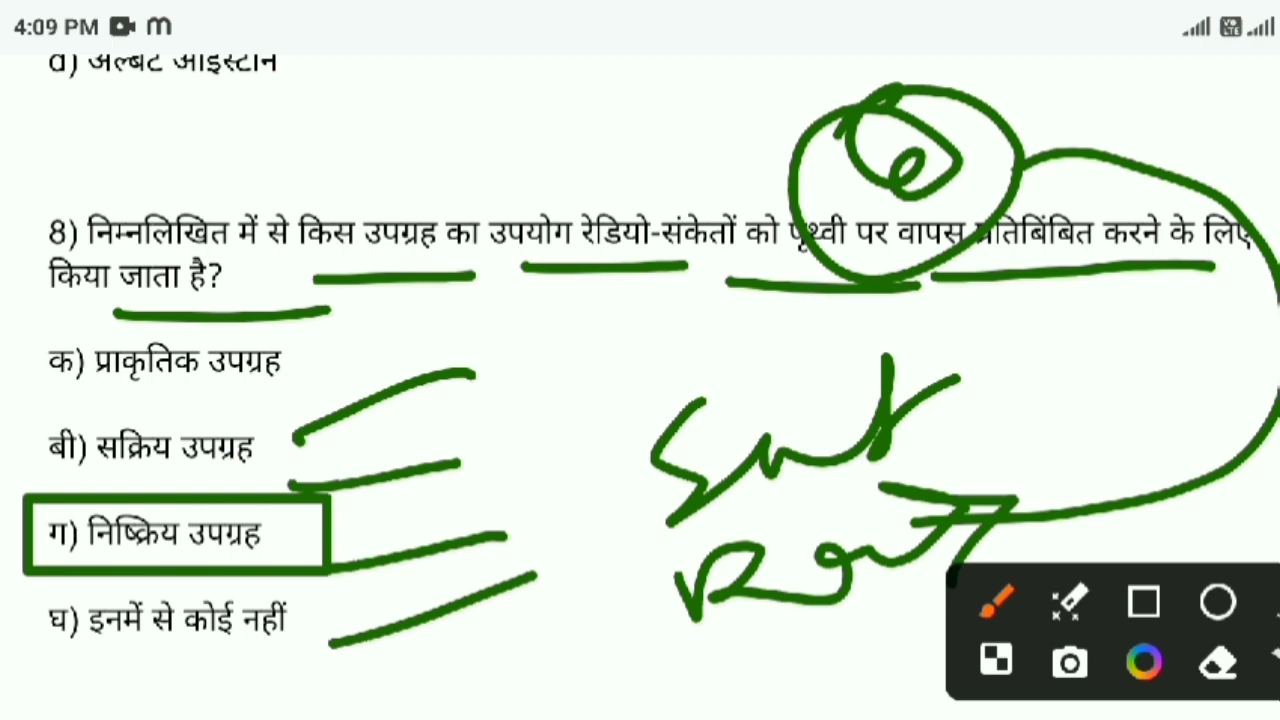 4:09 PM
d) अल्बर्ट आइंस्टीन
8) निम्नलिखित में से किस उपग्रह का उपयोग रेडियो-संकेतों को पृथ्वी पर वापस प्रतिबिंबित करने के लिए
किया जाता है?
क) प्राकृतिक उपग्रह
बी) सक्रिय उपग्रह
ग) निष्क्रिय उपग्रह
घ) इनमें से कोई नहीं